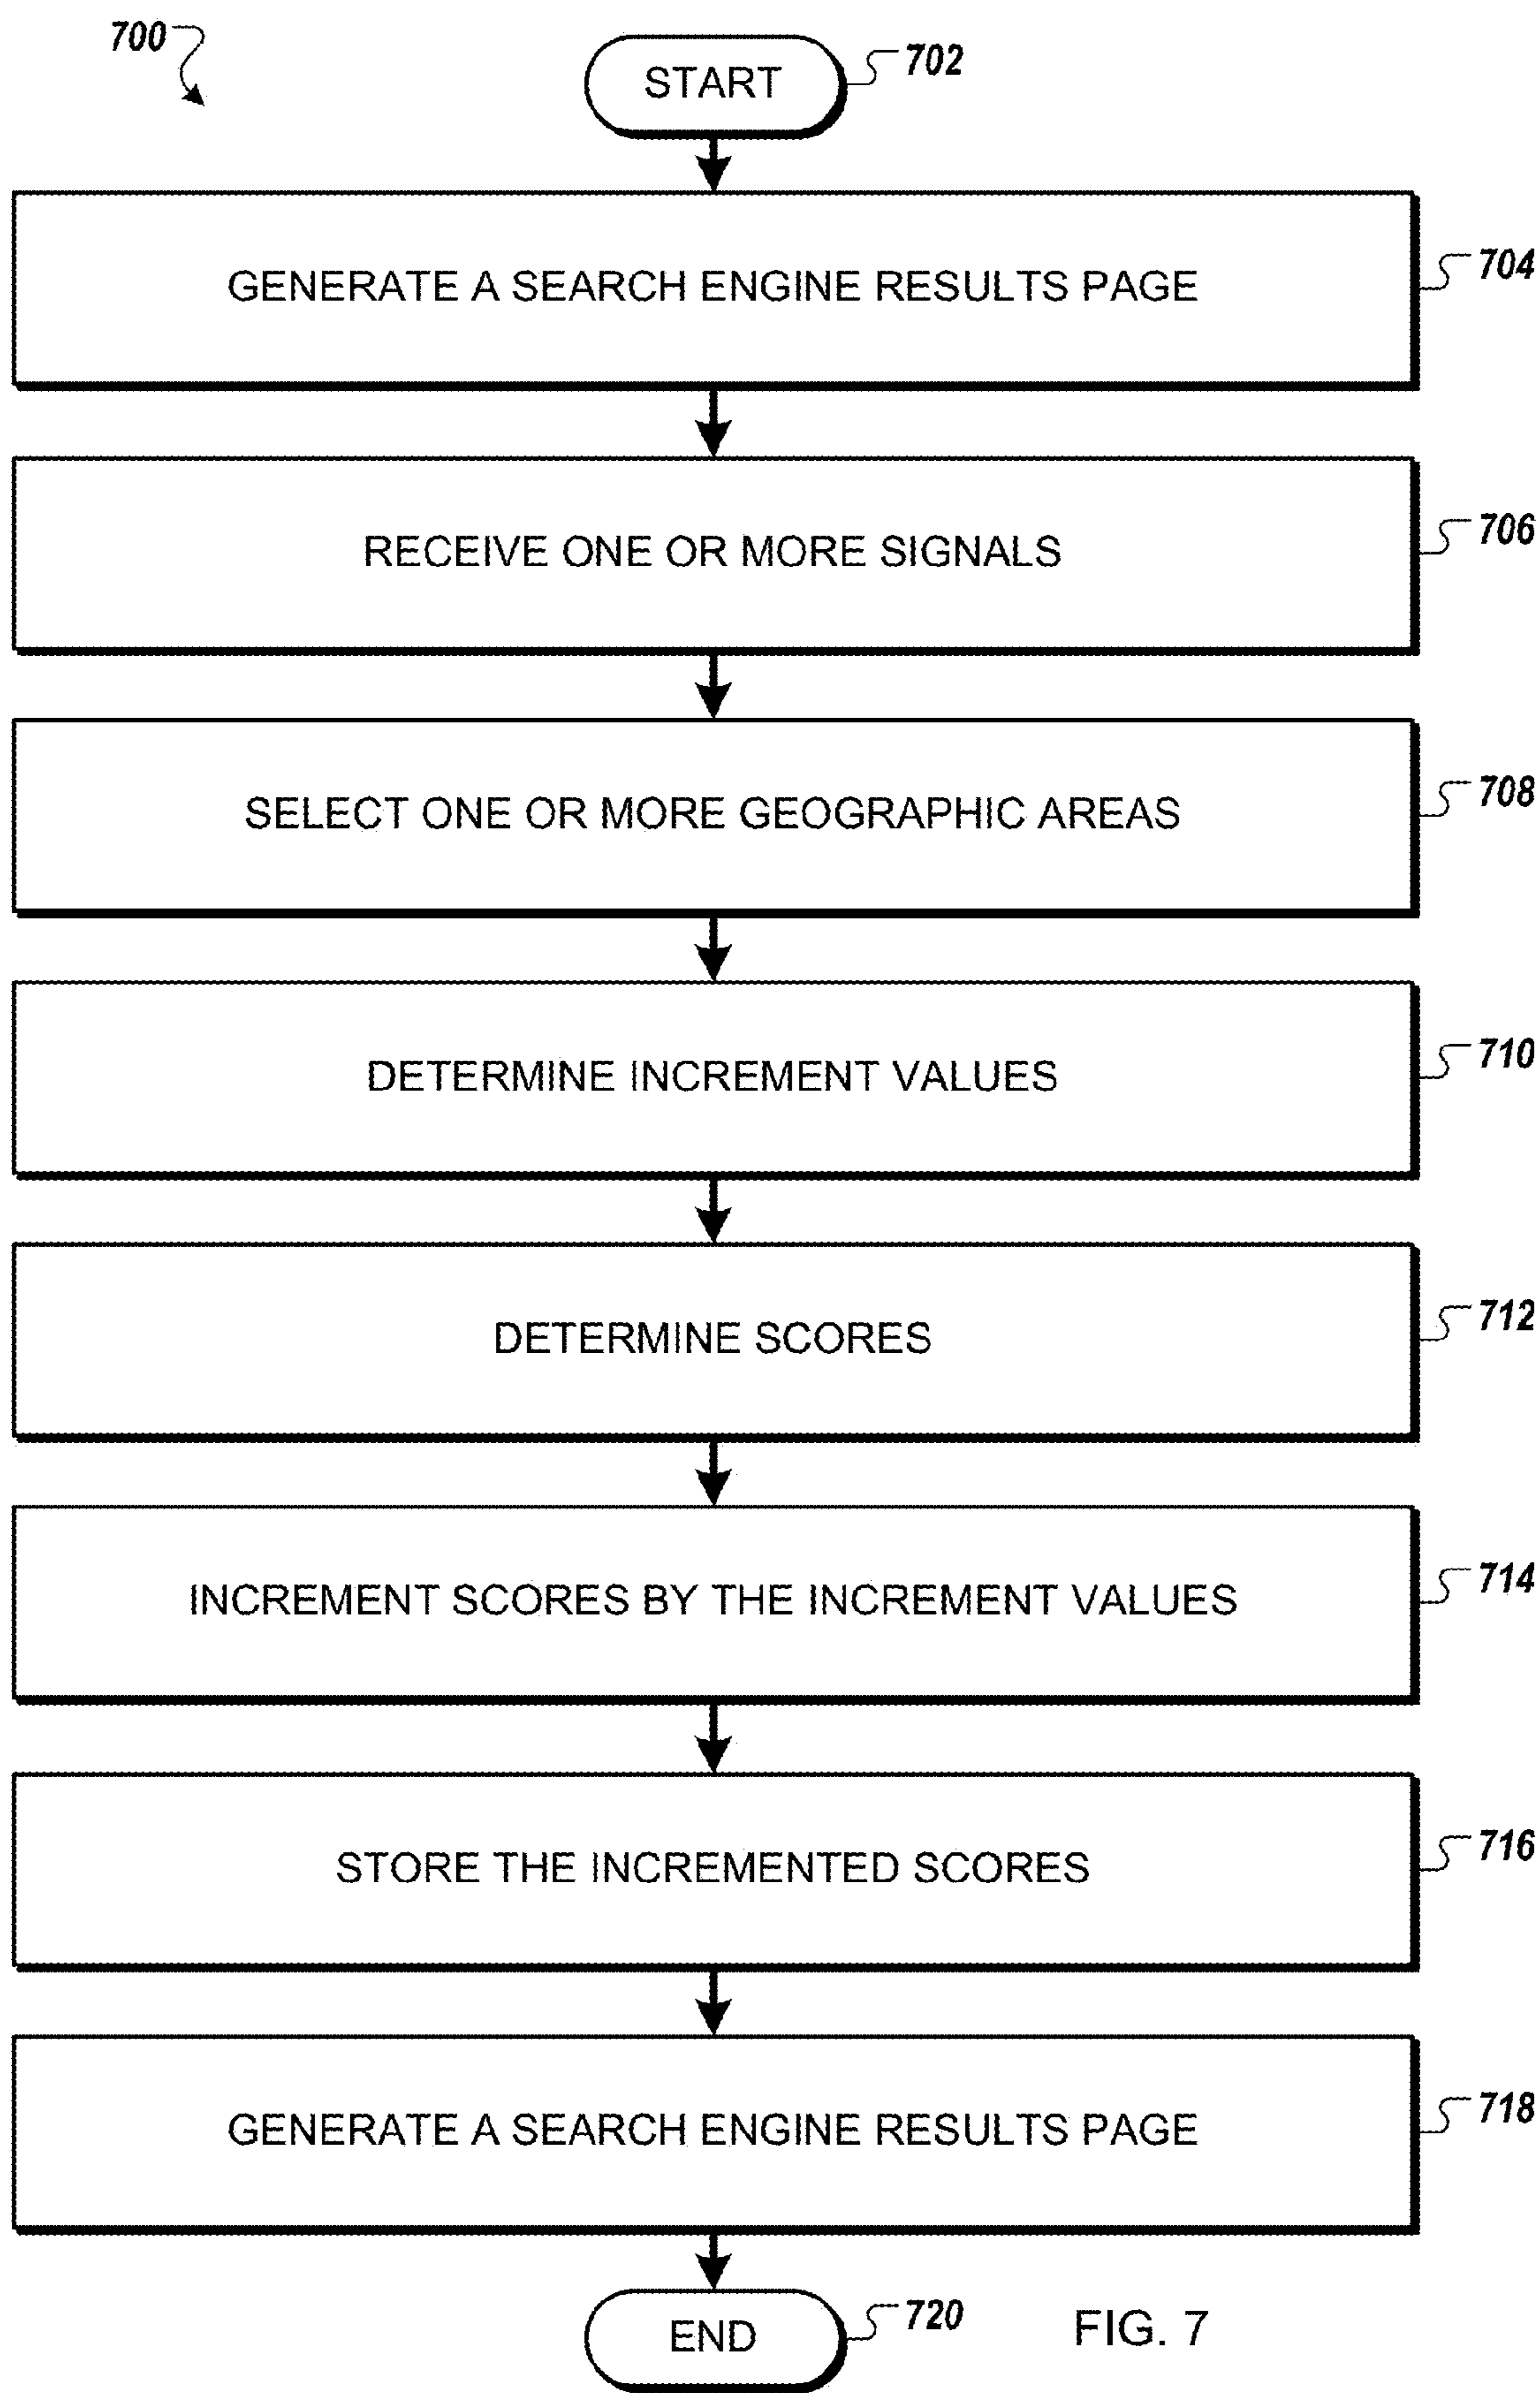 700
START
702
GENERATE A SEARCH ENGINE RESULTS PAGE
704
RECEIVE ONE OR MORE SIGNALS
706
SELECT ONE OR MORE GEOGRAPHIC AREAS
708
DETERMINE INCREMENT VALUES
710
DETERMINE SCORES
712
INCREMENT SCORES BY THE INCREMENT VALUES
714
STORE THE INCREMENTED SCORES
716
GENERATE A SEARCH ENGINE RESULTS PAGE
718
END
720
FIG. 7